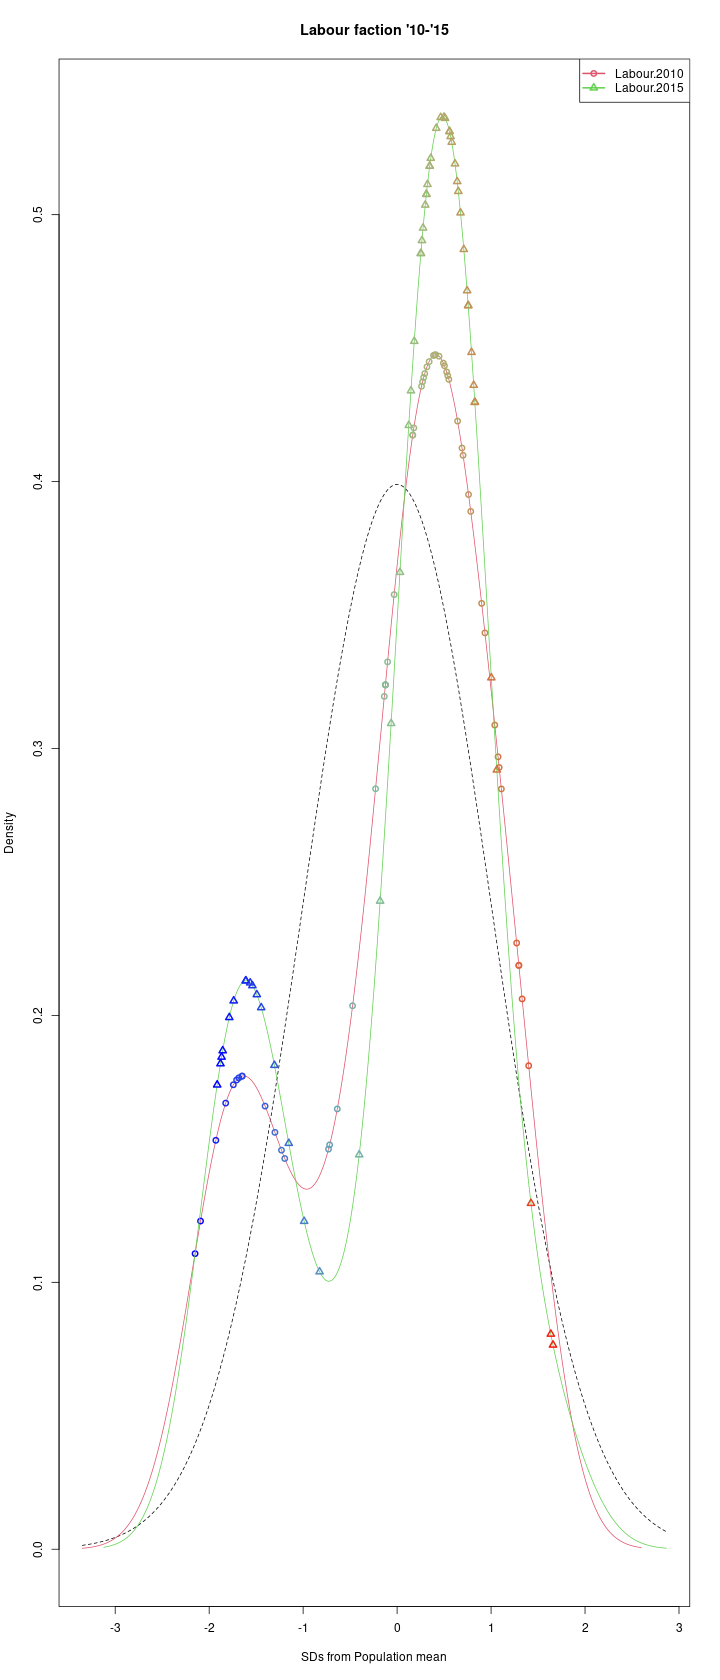 Labour faction '10-'15
Labour.2010
Labour.2015
Density
0.5
0.4
0.3
0.2
0.1
0.0
-3 -2 -1 0 1 2 3
SDs from Population mean